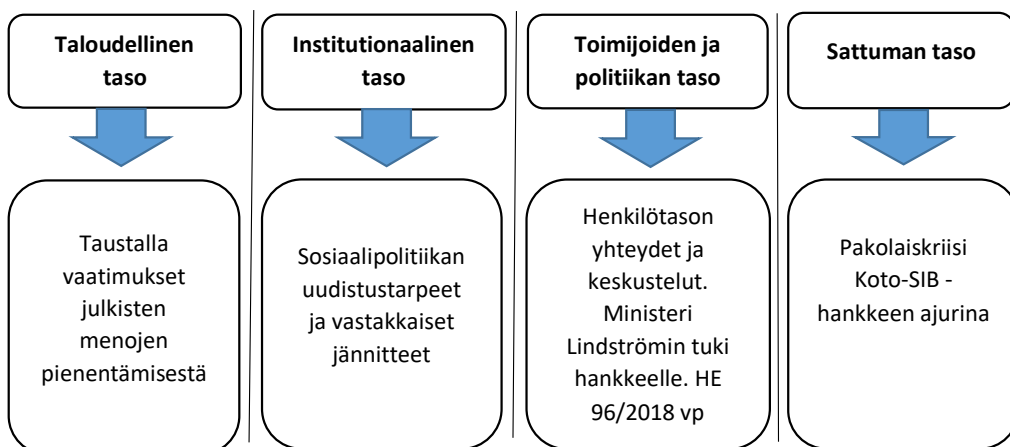 Taloudellinen
taso
Institutionaalinen
taso
Toimijoiden ja
politiikan taso
Sattuman taso
Taustalla
vaatimukset
julkisten
menojen
pienentämisestä
Sosiaalipolitiikan
uudistustarpeet
ja vastakkaiset
jännitteet
Henkilötason
yhteydet ja
keskustelut.
Ministeri
Lindströmin tuki
hankkeelle. HE
96/2018 vp
Pakolaiskriisi
Koto-SIB -
hankkeen ajurina